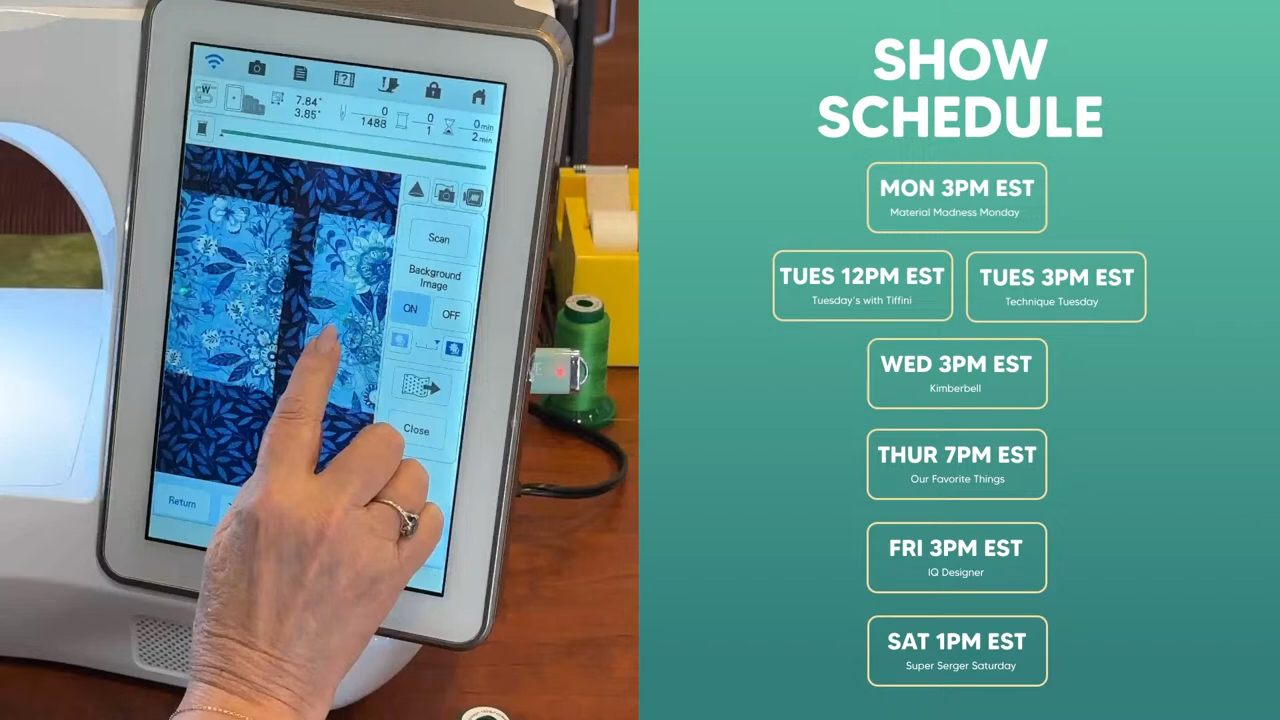 7.84"
3.85"
0
1488
0
1
0min
2min
Scan
Background
Image
ON
OFF
Close
Return
SHOW
SCHEDULE
MON 3PM EST
Material Madness Monday
TUES 12PM EST
Tuesday's with Tiffini
TUES 3PM EST
Technique Tuesday
WED 3PM EST
Kimberbell
THUR 7PM EST
Our Favorite Things
FRI 3PM EST
IQ Designer
SAT 1PM EST
Super Serger Saturday